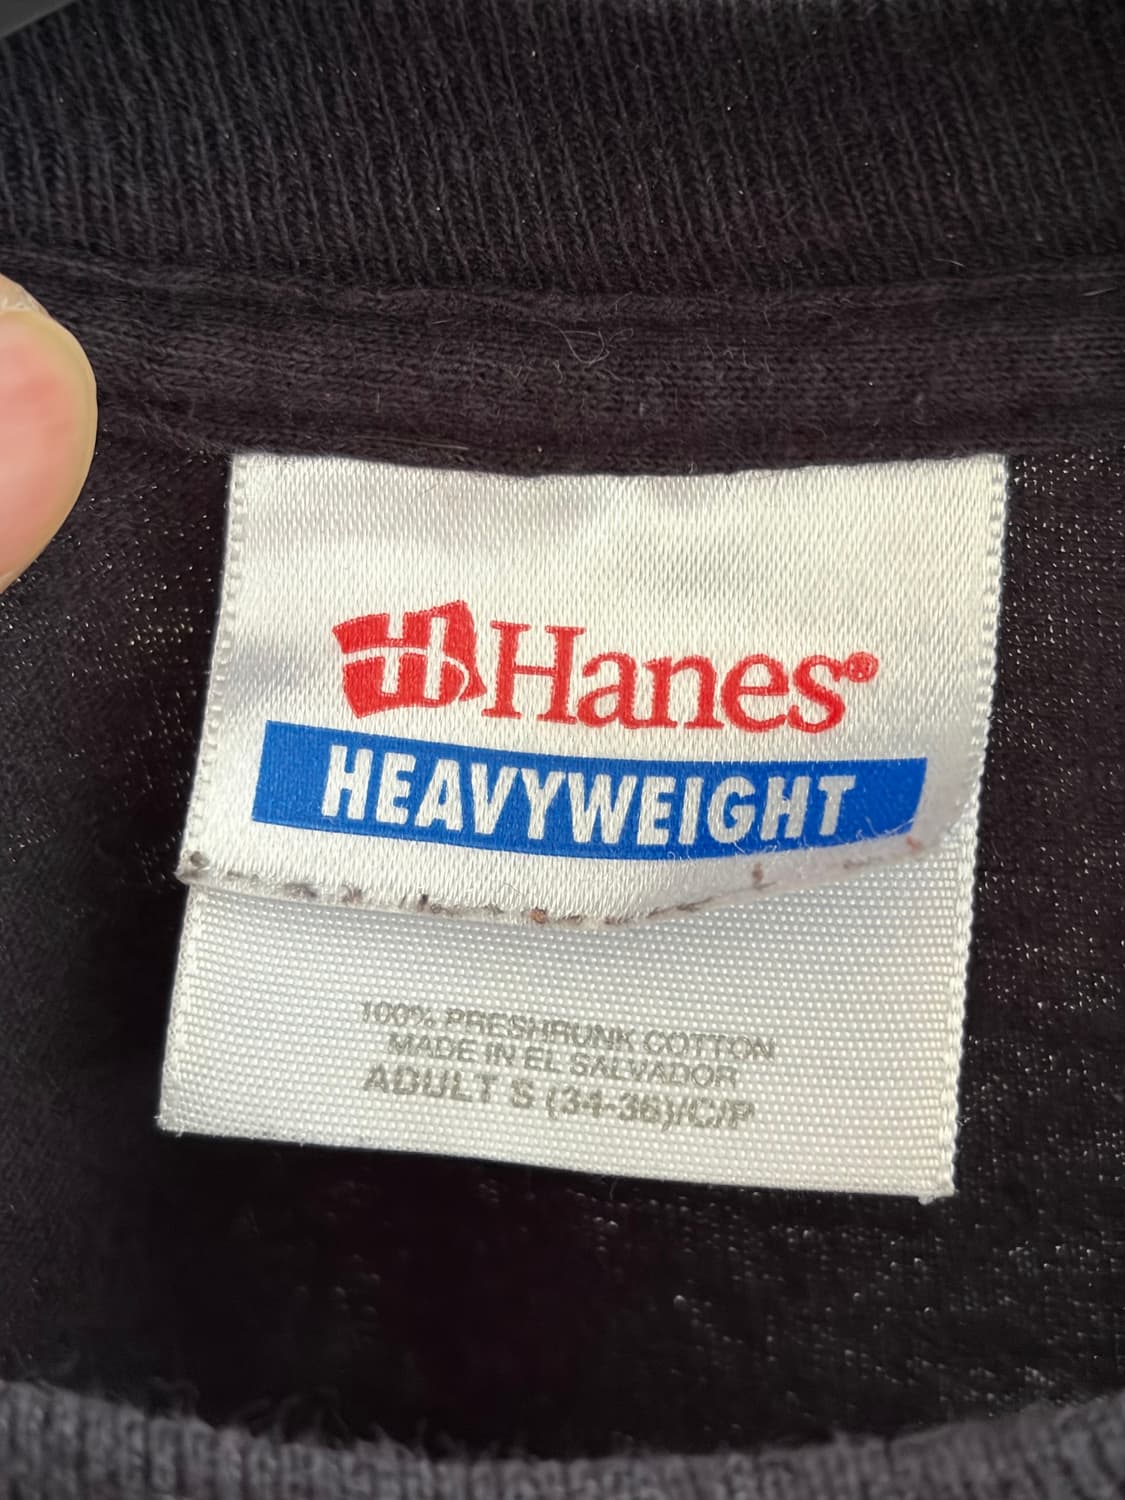 Hanes®
HEAVYWEIGHT
100% PRESHRUNK COTTON
MADE IN EL SALVADOR
ADULT S (34-36)/C/P